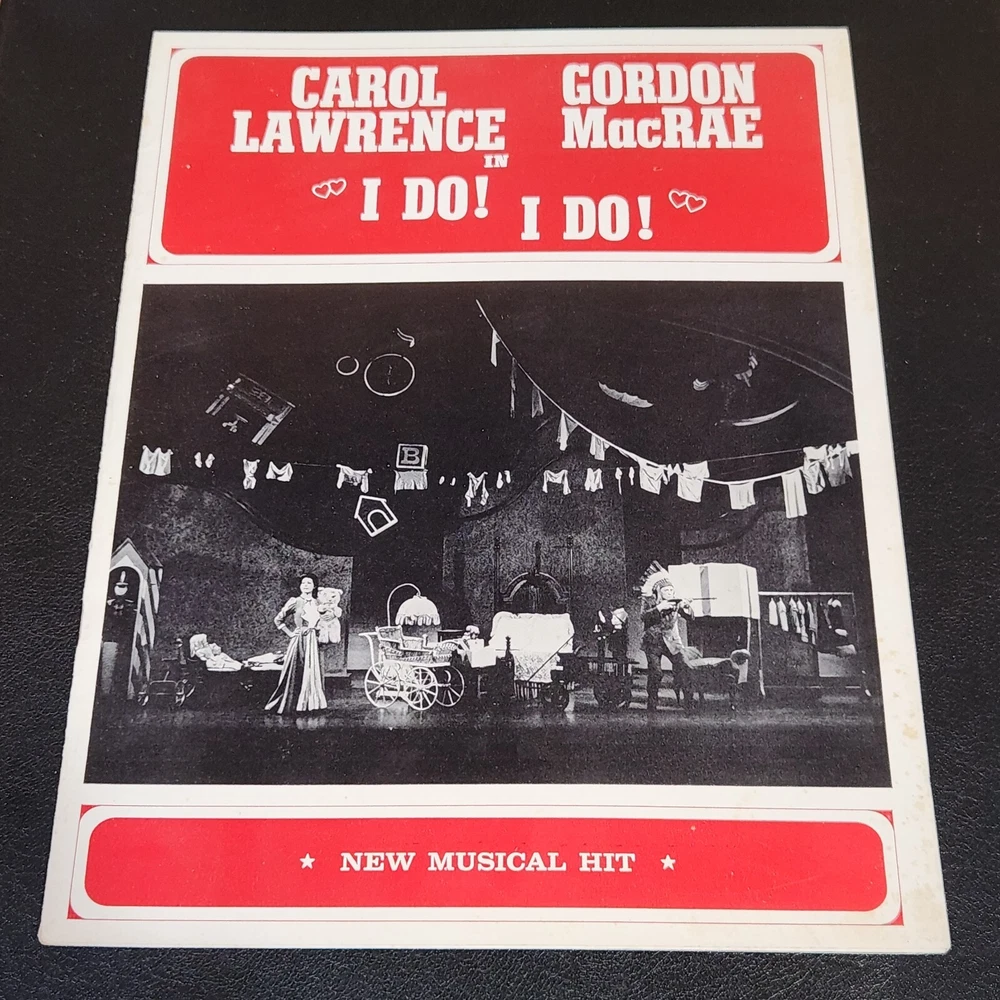 CAROL
LAWRENCE
GORDON
MacRAE
IN
I DO!
I DO!
B
★ NEW MUSICAL HIT ★